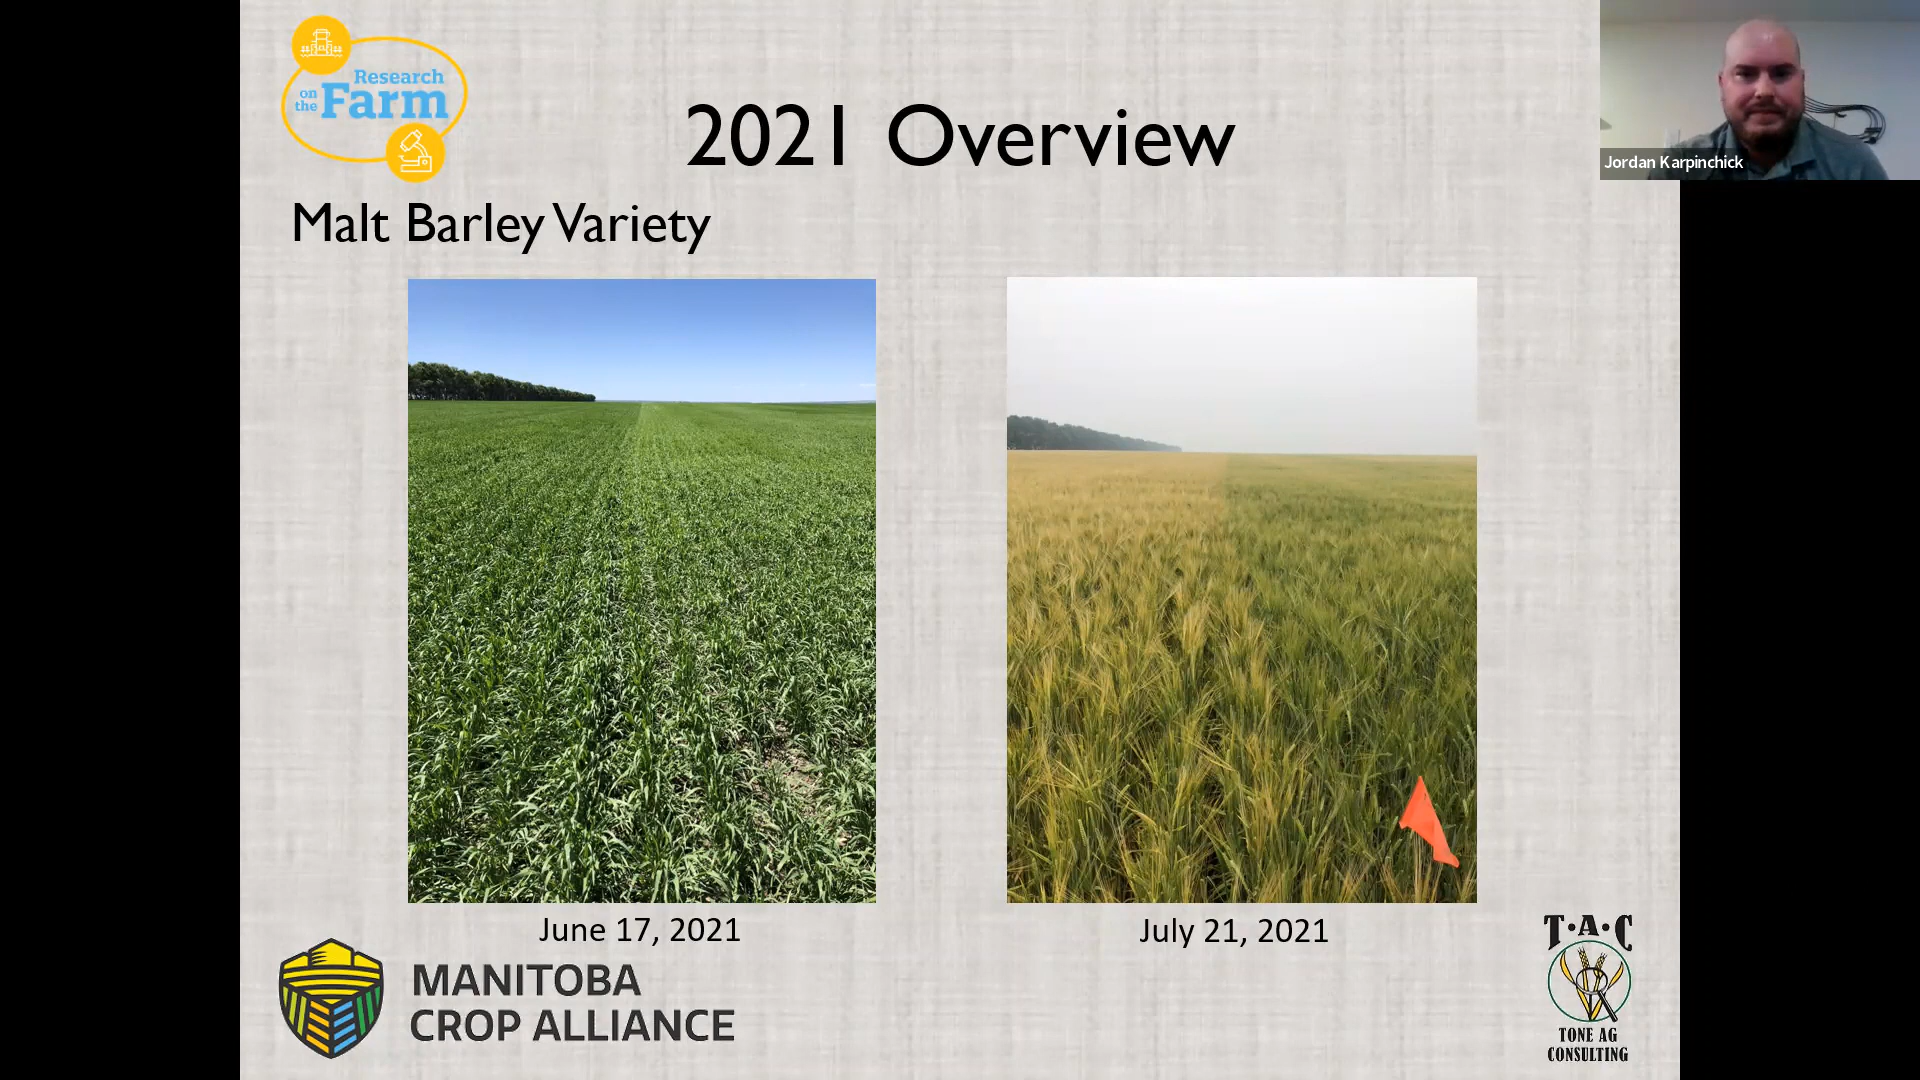 Research
on
the
Farm
2021 Overview
Jordan Karpinchick
Malt Barley Variety
June 17, 2021
July 21, 2021
MANITOBA
CROP ALLIANCE
T·A·C
TONE AG
CONSULTING